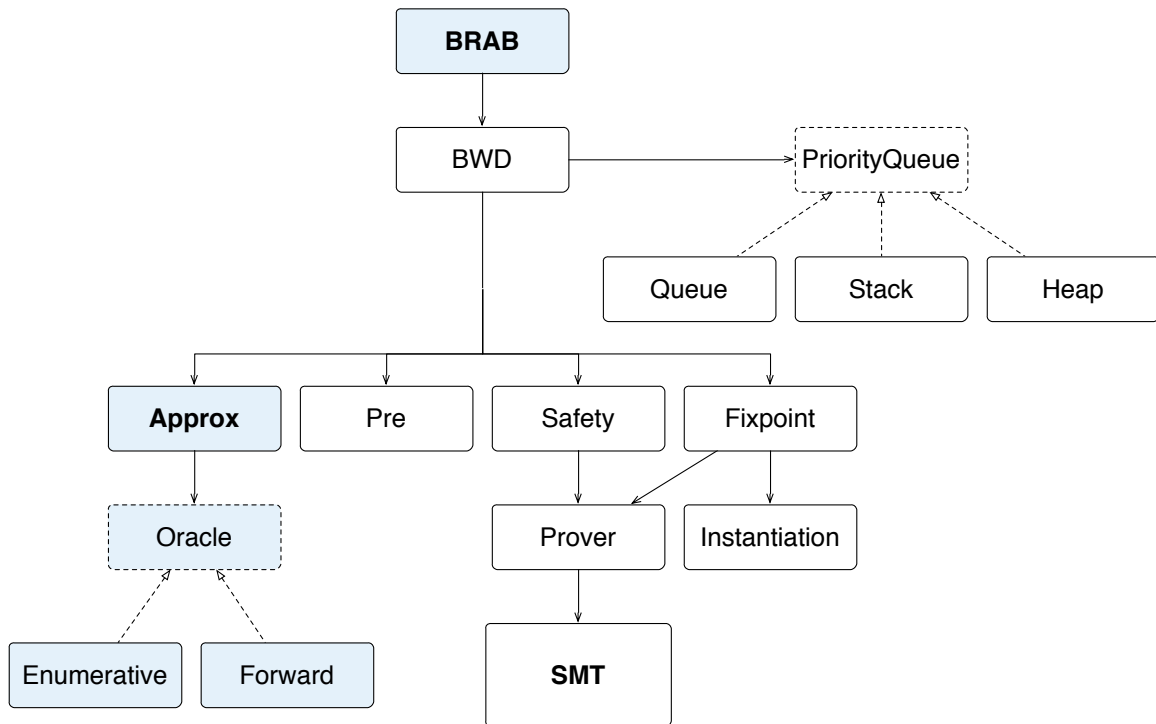 BRAB
BWD
PriorityQueue
Queue
Stack
Heap
Approx
Pre
Safety
Fixpoint
Oracle
Prover
Instantiation
Enumerative
Forward
SMT